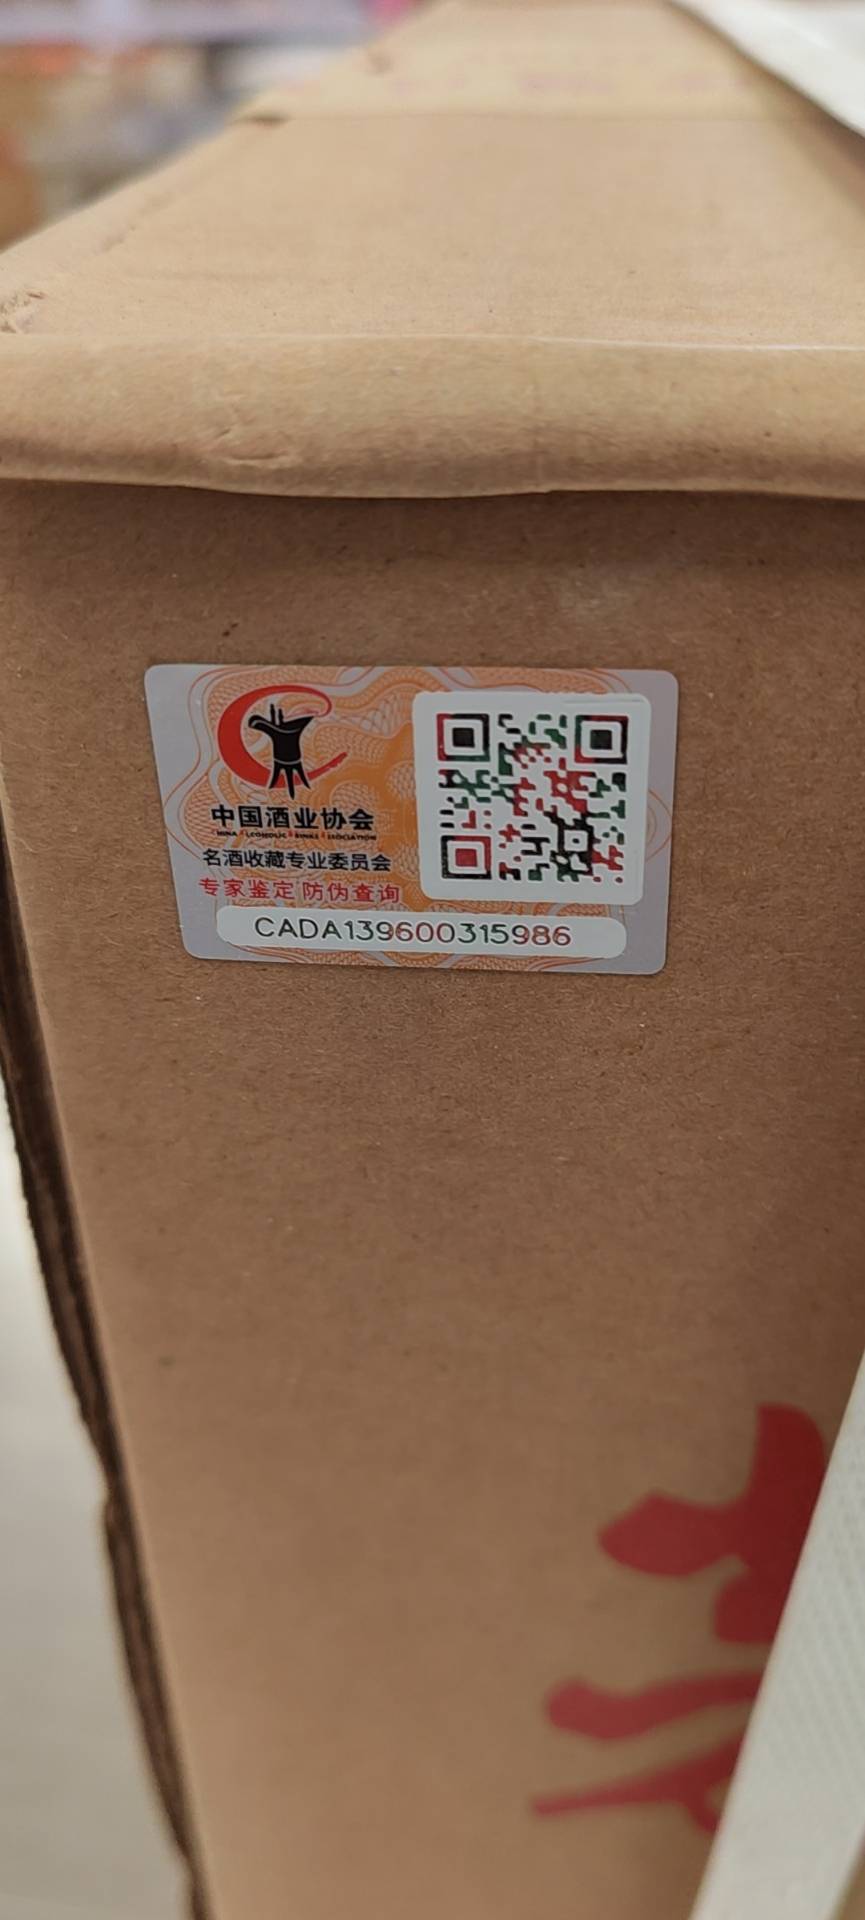 中国酒业协会
名酒收藏专业委员会
专家鉴定 防伪查询
CADA139600315986